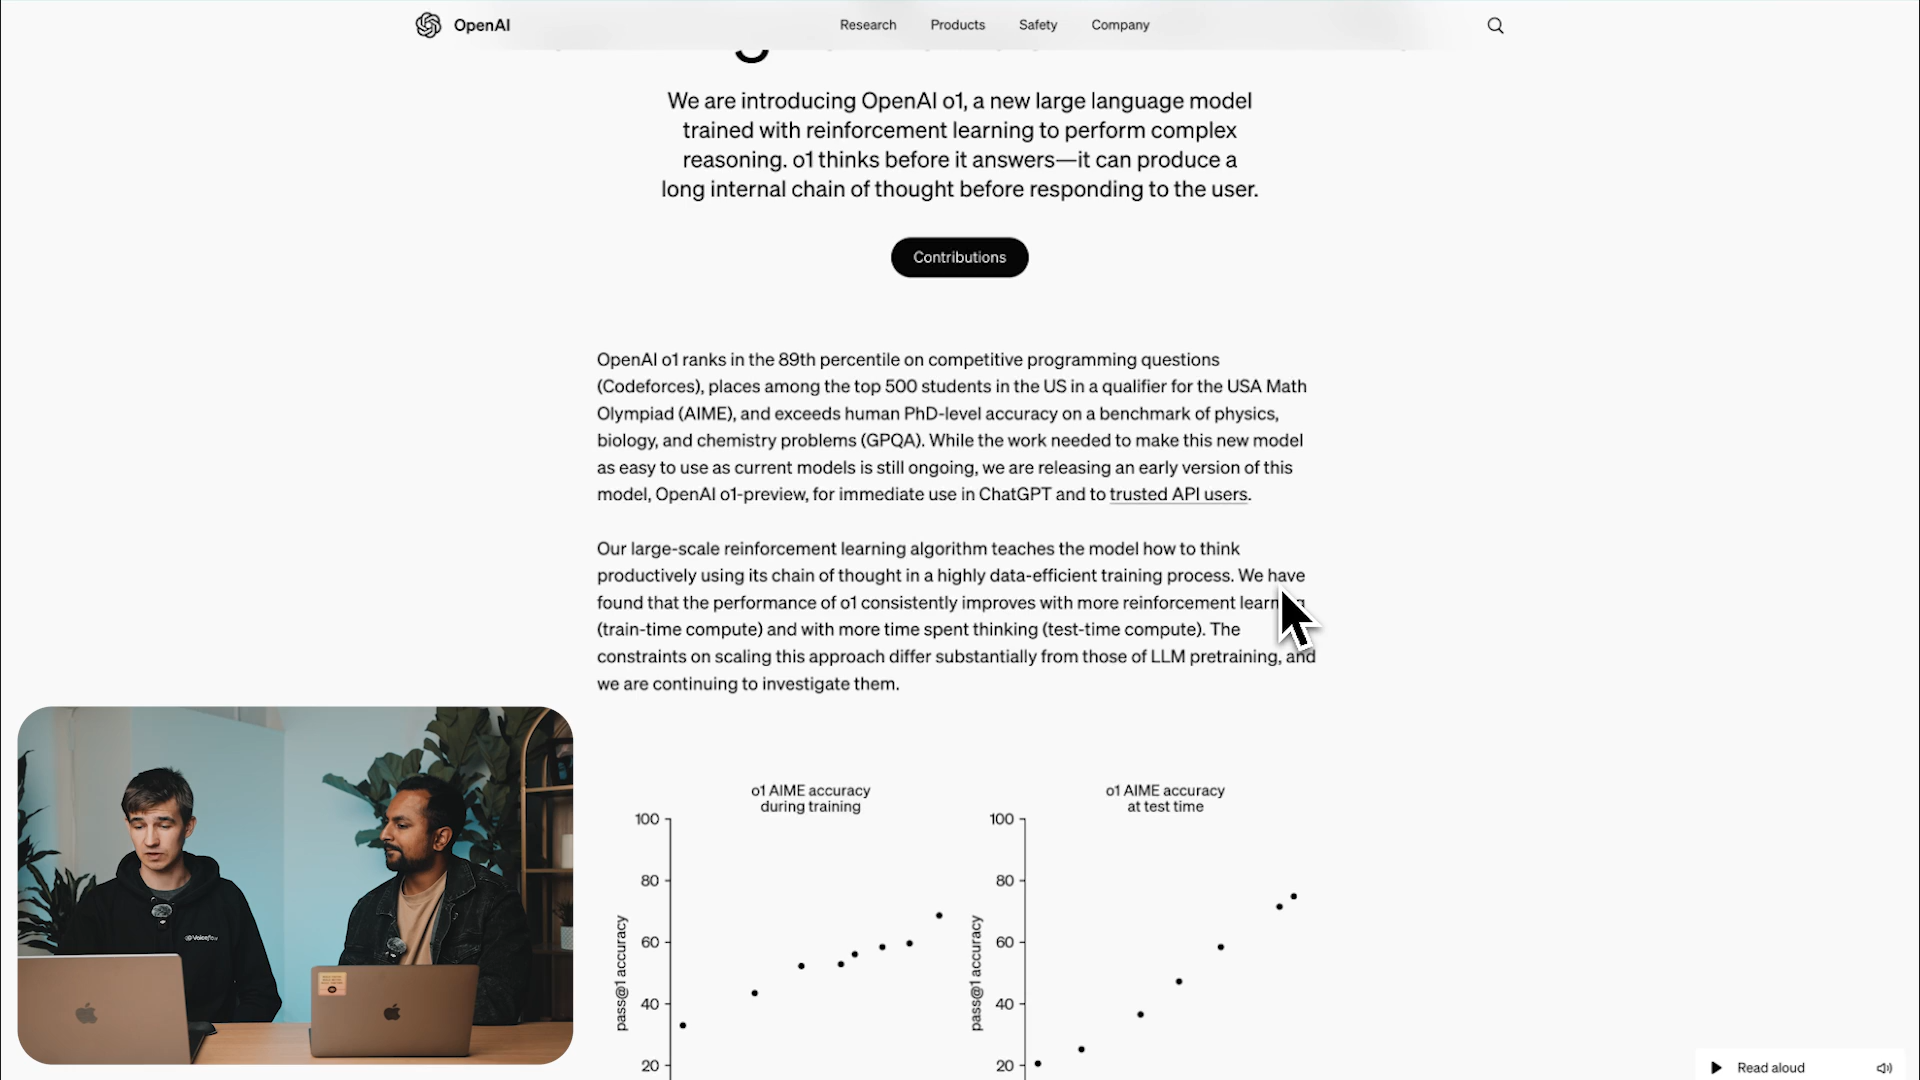 OpenAI
Research Products Safety Company
We are introducing OpenAI o1, a new large language model
trained with reinforcement learning to perform complex
reasoning. o1 thinks before it answers—it can produce a
long internal chain of thought before responding to the user.
Contributions
OpenAI o1 ranks in the 89th percentile on competitive programming questions
(Codeforces), places among the top 500 students in the US in a qualifier for the USA Math
Olympiad (AIME), and exceeds human PhD-level accuracy on a benchmark of physics,
biology, and chemistry problems (GPQA). While the work needed to make this new model
as easy to use as current models is still ongoing, we are releasing an early version of this
model, OpenAI o1-preview, for immediate use in ChatGPT and to trusted API users.
Our large-scale reinforcement learning algorithm teaches the model how to think
productively using its chain of thought in a highly data-efficient training process. We have
found that the performance of o1 consistently improves with more reinforcement learning
(train-time compute) and with more time spent thinking (test-time compute). The
constraints on scaling this approach differ substantially from those of LLM pretraining, and
we are continuing to investigate them.
o1 AIME accuracy
during training
100
80
60
40
20
pass@1 accuracy
o1 AIME accuracy
at test time
100
80
60
40
20
pass@1 accuracy
Voiceflow
Read aloud